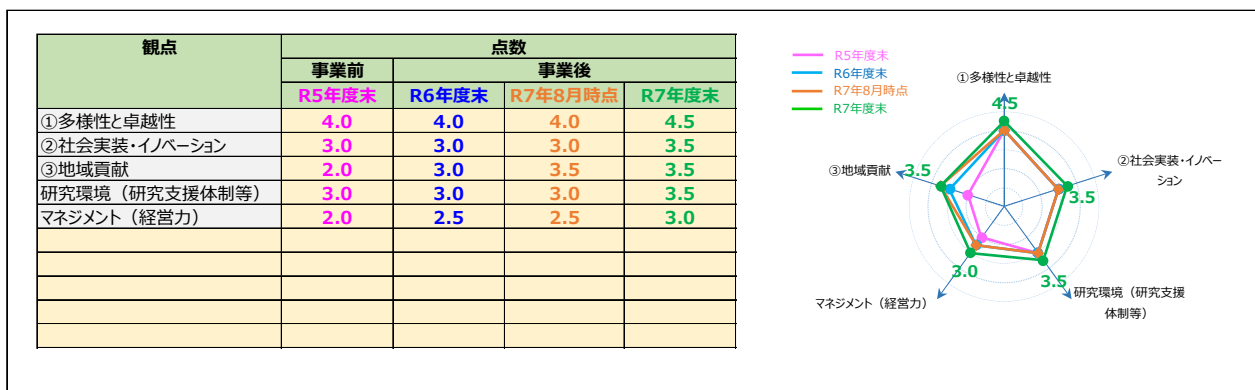 観点 点数
事業前 事業後
R5年度末 R6年度末 R7年8月時点 R7年度末
①多様性と卓越性 4.0 4.0 4.0 4.5
②社会実装・イノベーション 3.0 3.0 3.0 3.5
③地域貢献 2.0 3.0 3.5 3.5
研究環境（研究支援体制等） 3.0 3.0 3.0 3.5
マネジメント（経営力） 2.0 2.5 2.5 3.0
R5年度末
R6年度末
R7年8月時点
R7年度末
①多様性と卓越性
4.5
②社会実装・イノベー
ション
3.5
研究環境（研究支援
体制等）
3.5
マネジメント（経営力）
3.0
③地域貢献
3.5